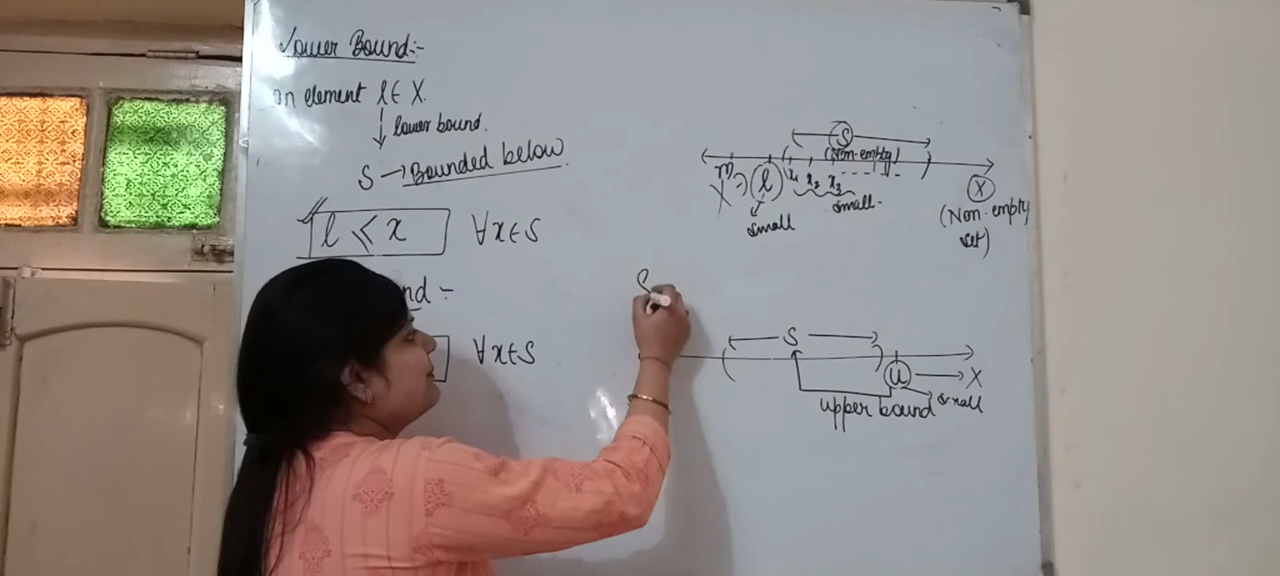 Lower Bound:-
an element l ∈ X.
↓ lower bound.
S → Bounded below.
l ≤ x ∀x∈S
nd :-
∀x∈S
S
(Non-empty)
m l x₁ x₂ x₃
X
small
small.
X
(Non-empty
set)
S
S
u → X
upper bound small